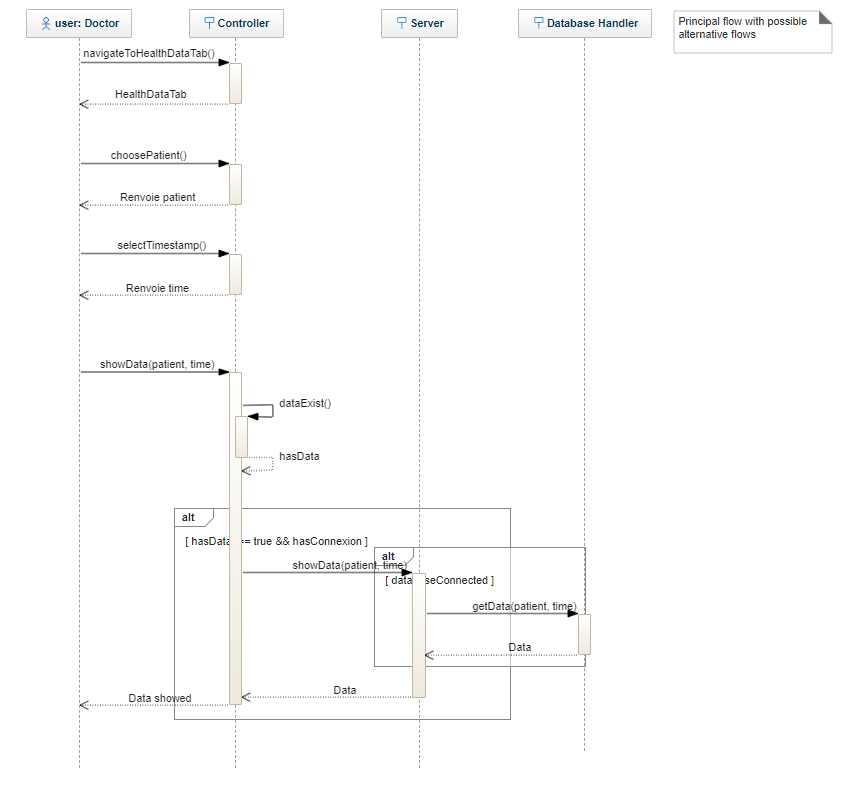 user: Doctor
Controller
Server
Database Handler
Principal flow with possible
alternative flows
navigateToHealthDataTab()
HealthDataTab
choosePatient()
Renvoie patient
selectTimestamp()
Renvoie time
showData(patient, time)
dataExist()
hasData
alt
[ hasData == true && hasConnexion ]
alt
showData(patient, time)
[ data seConnected ]
getData(patient, time)
Data
Data
Data showed